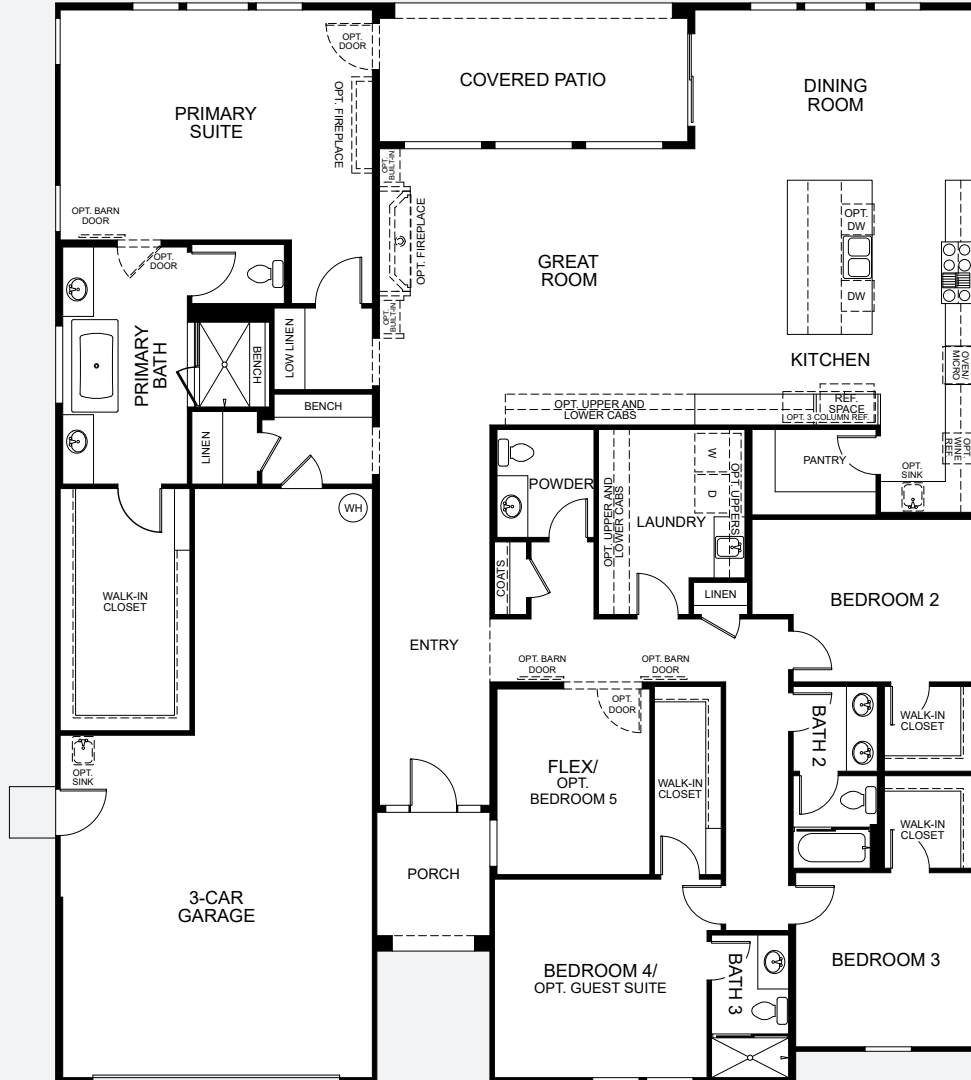 OPT.
DOOR
COVERED PATIO
DINING
ROOM
PRIMARY
SUITE
OPT. FIREPLACE
OPT.
BUILT-IN
OPT. BARN
DOOR
OPT.
DOOR
OPT. FIREPLACE
GREAT
ROOM
OPT.
DW
DW
OPT.
BUILT-IN
KITCHEN
OVEN/
MICRO
PRIMARY
BATH
BENCH
LOW LINEN
BENCH
LINEN
OPT. UPPER AND
LOWER CABS
REF.
SPACE
OPT. 3 COLUMN REF.
PANTRY
OPT.
WINE
REF.
OPT.
SINK
POWDER
W
D
OPT. UPPERS
OPT. UPPER AND
LOWER CABS
LAUNDRY
WH
COATS
LINEN
BEDROOM 2
WALK-IN
CLOSET
ENTRY
OPT. BARN
DOOR
OPT. BARN
DOOR
OPT.
DOOR
BATH 2
WALK-IN
CLOSET
OPT.
SINK
FLEX/
OPT.
BEDROOM 5
WALK-IN
CLOSET
WALK-IN
CLOSET
PORCH
3-CAR
GARAGE
BEDROOM 4/
OPT. GUEST SUITE
BATH 3
BEDROOM 3